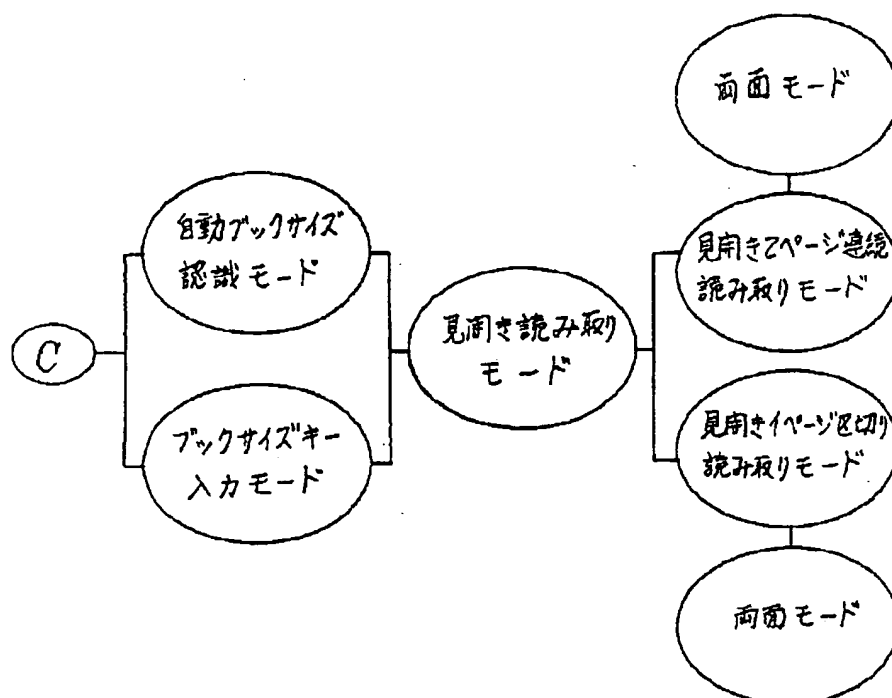 C
自動ブックサイズ
認識モード
ブックサイズキー
入力モード
見開き読み取り
モード
両面モード
見開き2ページ連続
読み取りモード
見開き1ページ区切り
読み取りモード
両面モード